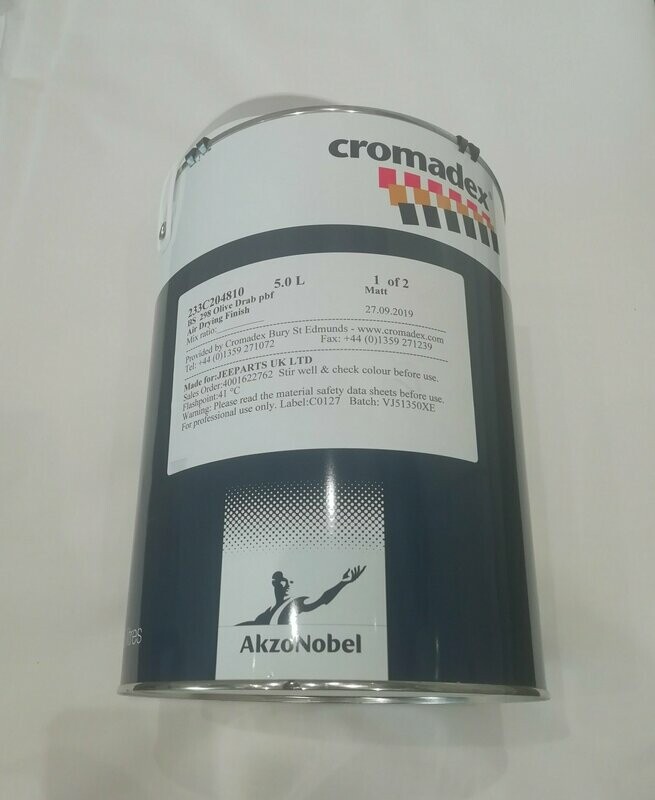 cromadex
233C204810 5.0 L 1 of 2
BS 298 Olive Drab pbf Matt
Air Drying Finish
Mix ratio: 27.09.2019
Provided by Cromadex Bury St Edmunds - www.cromadex.com
Tel: +44 (0)1359 271072 Fax: +44 (0)1359 271239
Made for:JEEPARTS UK LTD
Sales Order:4001622762 Stir well & check colour before use.
Flashpoint:41 °C
Warning: Please read the material safety data sheets before use.
For professional use only. Label:C0127 Batch: VJ51350XE
AkzoNobel